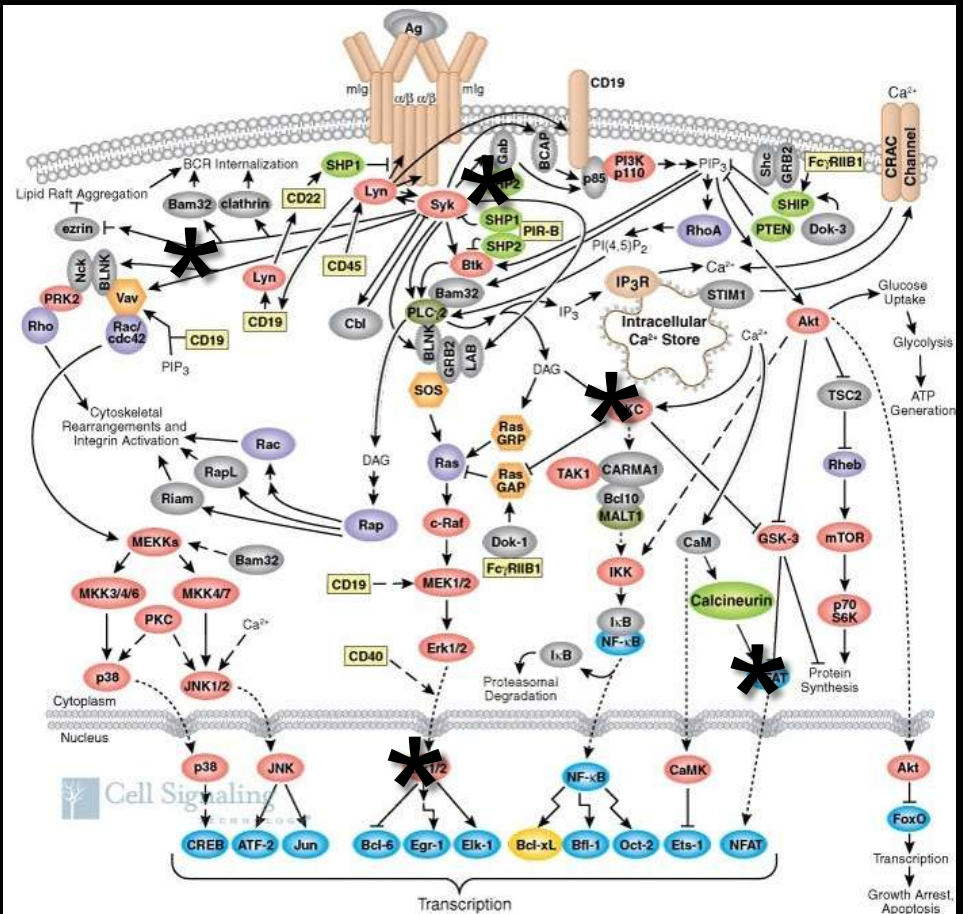 Ag
mIg
α/β α/β
mIg
CD19
Ca²⁺
CRAC
Channel
BCR Internalization
Lipid Raft Aggregation
SHP1
CD22
Lyn
Syk
Gab
BCAP
p85
PI3K
p110
PIP₃
Shc
GRB2
FcγRIIB1
SHIP
PTEN
Dok-3
ezrin
Bam32
clathrin
SHP1
PIR-B
SHP2
RhoA
PI(4,5)P₂
Nck
BLNK
Lyn
CD45
Btk
Bam32
IP₃R
Ca²⁺
STIM1
PRK2
Vav
Rho
Rac/
cdc42
CD19
CD19
PIP₃
Cbl
PLCγ2
BLNK
GRB2
LAB
IP₃
Intracellular
Ca²⁺ Store
Ca²⁺
Akt
Glucose
Uptake
Glycolysis
ATP
Generation
SOS
DAG
TSC2
Cytoskeletal
Rearrangements and
Integrin Activation
Rac
RapL
Riam
DAG
Rap
Ras
Ras
GRP
Ras
GAP
TAK1
CARMA1
Bcl10
MALT1
Rheb
c-Raf
Dok-1
FcγRIIB1
CaM
GSK-3
mTOR
MEKKs
Bam32
MKK3/4/6
MKK4/7
CD19
MEK1/2
IKK
Calcineurin
p70
S6K
PKC
Ca²⁺
IκB
NF-κB
Erk1/2
CD40
IκB
Proteasomal
Degradation
Protein
Synthesis
p38
JNK1/2
Cytoplasm
Nucleus
p38
JNK
NF-κB
CaMK
Akt
Cell Signaling
TECHNOLOGY®
CREB
ATF-2
Jun
Bcl-6
Egr-1
Elk-1
Bcl-xL
Bfl-1
Oct-2
Ets-1
NFAT
FoxO
Transcription
Growth Arrest,
Apoptosis
Transcription